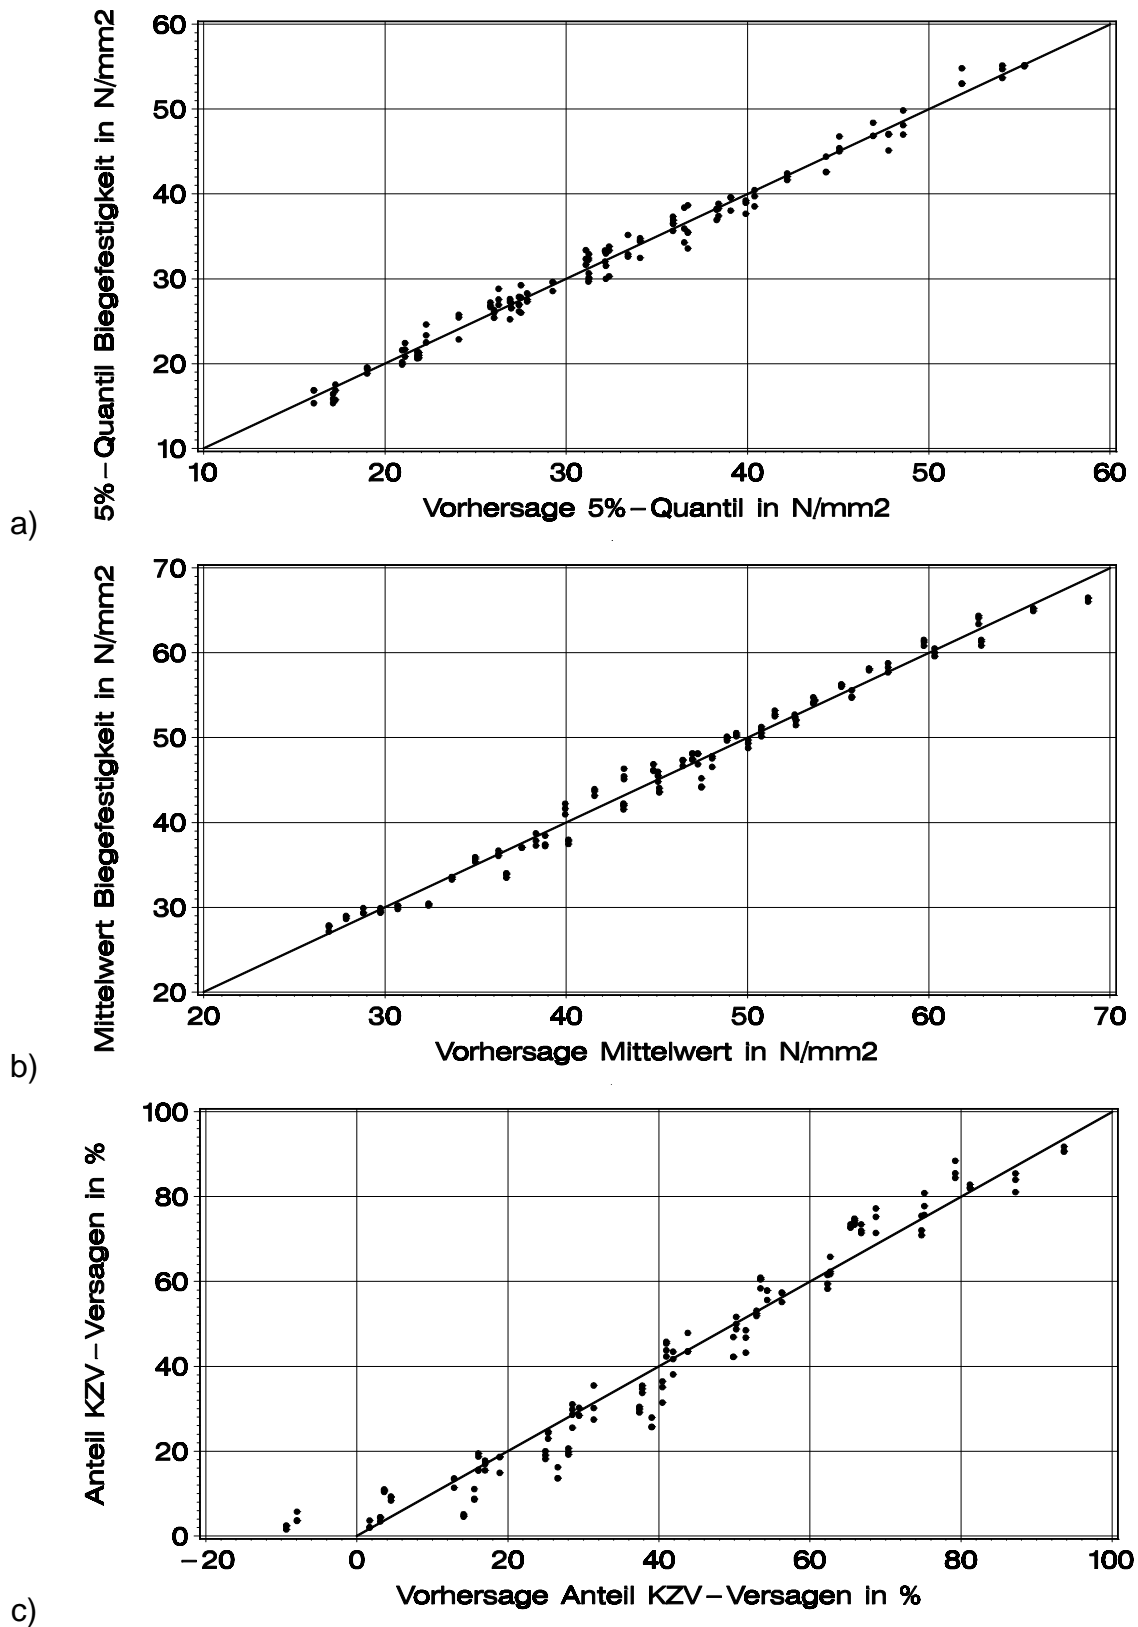 5%-Quantil Biegefestigkeit in N/mm2
60
50
40
30
20
10
10 20 30 40 50 60
Vorhersage 5%-Quantil in N/mm2
a)
Mittelwert Biegefestigkeit in N/mm2
70
60
50
40
30
20
20 30 40 50 60 70
Vorhersage Mittelwert in N/mm2
b)
Anteil KZV-Versagen in %
100
80
60
40
20
0
-20 0 20 40 60 80 100
Vorhersage Anteil KZV-Versagen in %
c)